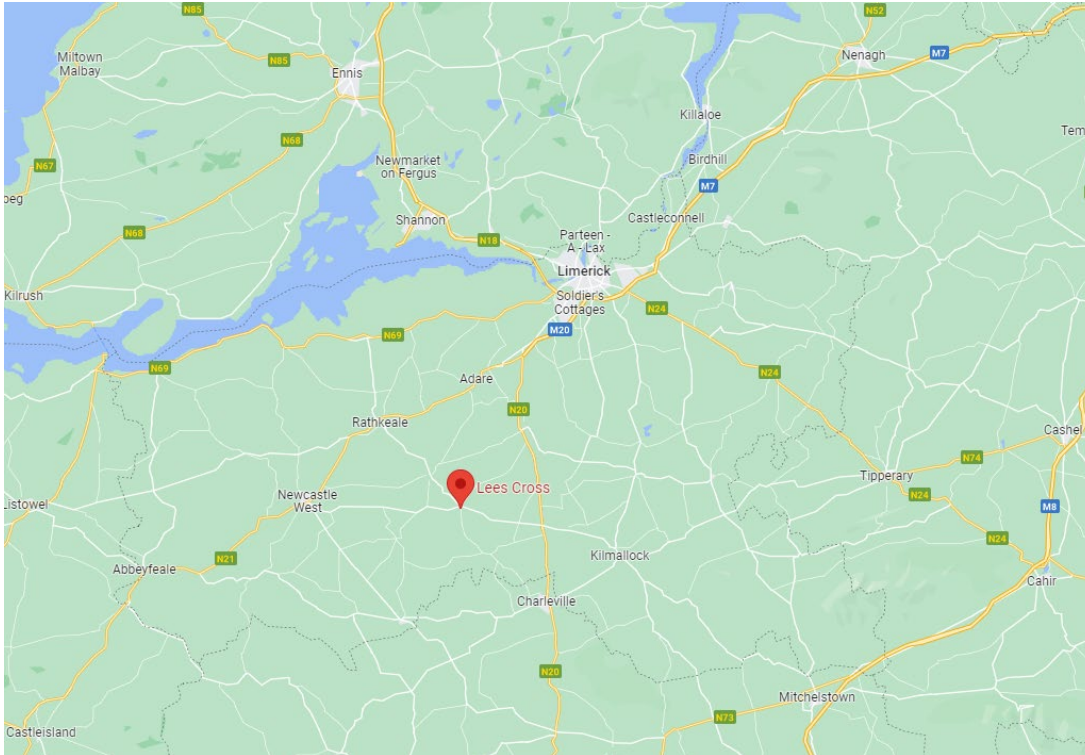 N85
N52
Miltown
Malbay
N85
Ennis
Nenagh
M7
Killaloe
Tem
N68
Newmarket
on Fergus
Birdhill
N67
M7
oeg
Shannon
Castleconnell
N68
N18
Parteen -
A - Lax
Limerick
Kilrush
Soldier's
Cottages
N24
M20
N69
N69
N24
Adare
N20
Rathkeale
Cashel
N74
Tipperary
Lees Cross
Newcastle
West
N24
Listowel
M8
N24
Kilmallock
N21
Abbeyfeale
Cahir
Charleville
N20
Mitchelstown
N73
Castleisland